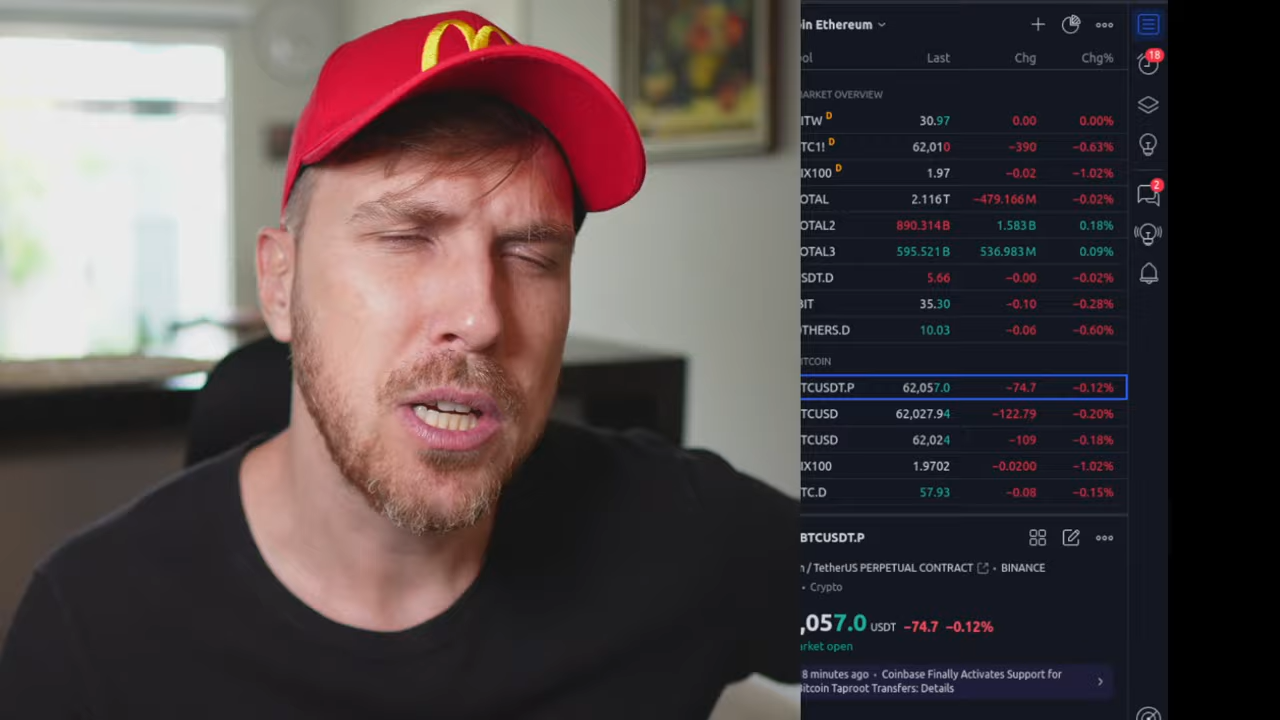 in Ethereum
ol Last Chg Chg%
ARKET OVERVIEW
ITW D 30.97 0.00 0.00%
TC1! D 62,010 −390 −0.63%
IX100 D 1.97 −0.02 −1.02%
OTAL 2.116T −479.166M −0.02%
OTAL2 890.314B 1.583B 0.18%
OTAL3 595.521B 536.983M 0.09%
SDT.D 5.66 −0.00 −0.02%
BIT 35.30 −0.10 −0.28%
THERS.D 10.03 −0.06 −0.60%
ITCOIN
TCUSDT.P 62,057.0 −74.7 −0.12%
TCUSD 62,027.94 −122.79 −0.20%
TCUSD 62,024 −109 −0.18%
IX100 1.9702 −0.0200 −1.02%
TC.D 57.93 −0.08 −0.15%
BTCUSDT.P
n / TetherUS PERPETUAL CONTRACT • BINANCE
• Crypto
,057.0 USDT −74.7 −0.12%
arket open
8 minutes ago • Coinbase Finally Activates Support for
Bitcoin Taproot Transfers: Details
18
2